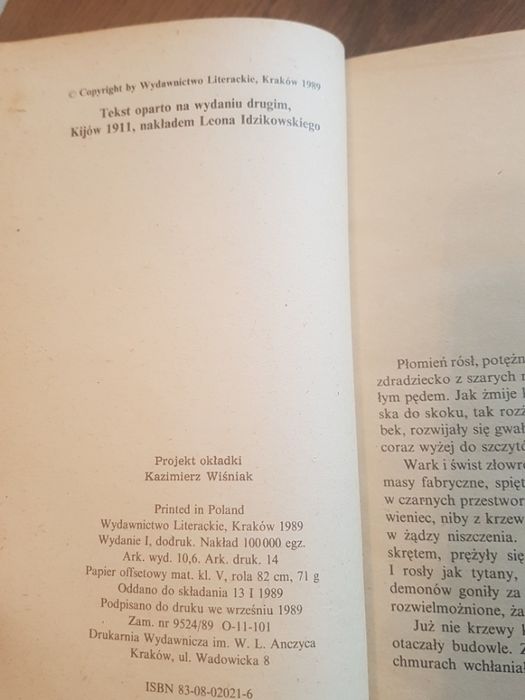 © Copyright by Wydawnictwo Literackie, Kraków 1989
Tekst oparto na wydaniu drugim,
Kijów 1911, nakładem Leona Idzikowskiego
Projekt okładki
Kazimierz Wiśniak
Printed in Poland
Wydawnictwo Literackie, Kraków 1989
Wydanie I, dodruk. Nakład 100 000 egz.
Ark. wyd. 10,6. Ark. druk. 14
Papier offsetowy mat. kl. V, rola 82 cm, 71 g
Oddano do składania 13 I 1989
Podpisano do druku we wrześniu 1989
Zam. nr 9524/89 O-11-101
Drukarnia Wydawnicza im. W. L. Anczyca
Kraków, ul. Wadowicka 8
ISBN 83-08-02021-6
Płomień rósł, potężn
zdradziecko z szarych
łym pędem. Jak żmije
ska do skoku, tak rozż
bek, rozwijały się gwał
coraz wyżej do szczytó
Wark i świst złowro
masy fabryczne, spięt
w czarnych przestwor
wieniec, niby z krzew
w żądzy niszczenia.
skrętem, prężyły się
I rosły jak tytany,
demonów goniły za
rozwielmożnione, ża
Już nie krzewy
otaczały budowle. Z
chmurach wchłaniał